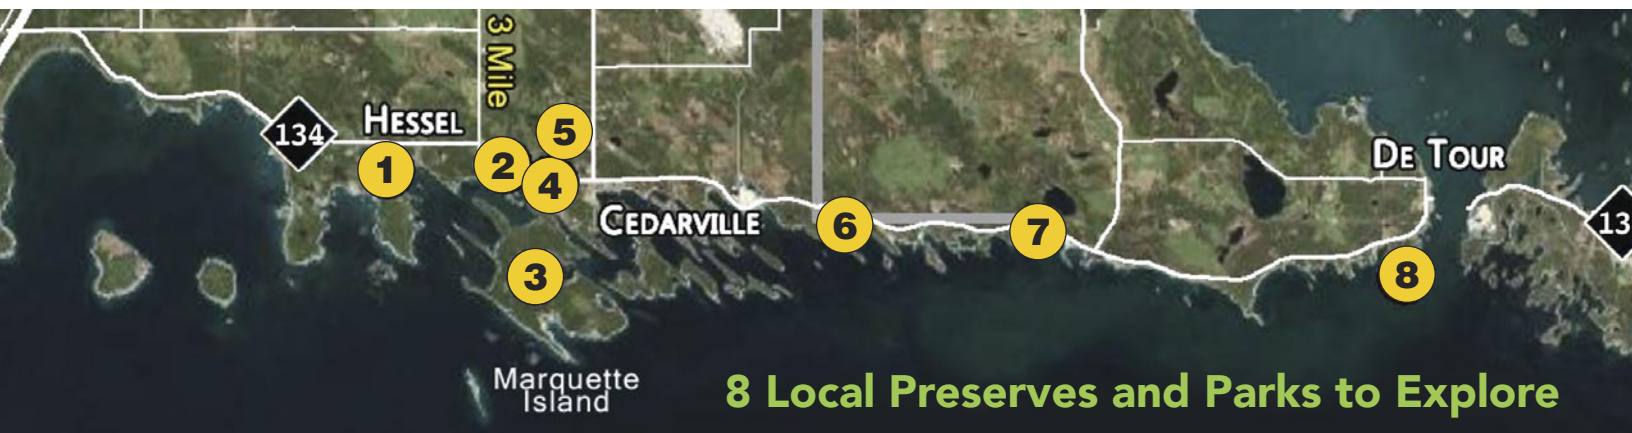 3 Mile
HESSEL
134
1
2
5
4
3
CEDARVILLE
6
7
DE TOUR
13
8
Marquette
Island
8 Local Preserves and Parks to Explore